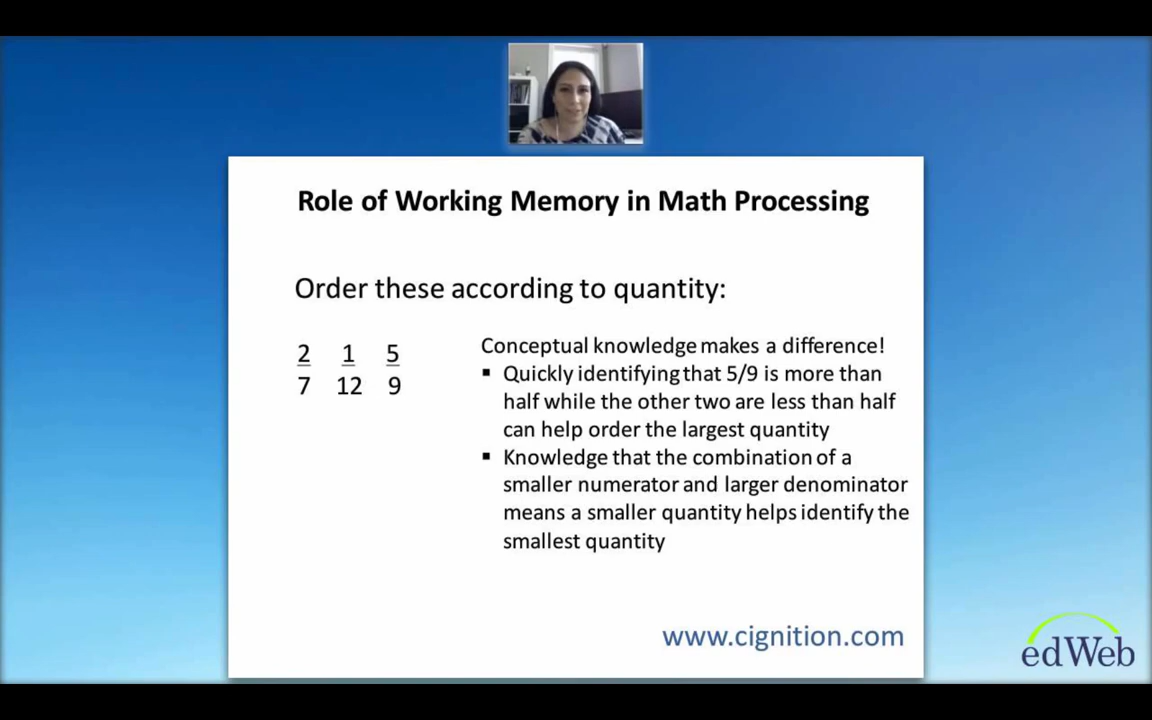 Role of Working Memory in Math Processing
Order these according to quantity:
2 1 5
7 12 9
Conceptual knowledge makes a difference!
▪ Quickly identifying that 5/9 is more than
half while the other two are less than half
can help order the largest quantity
▪ Knowledge that the combination of a
smaller numerator and larger denominator
means a smaller quantity helps identify the
smallest quantity
www.cignition.com
edWeb